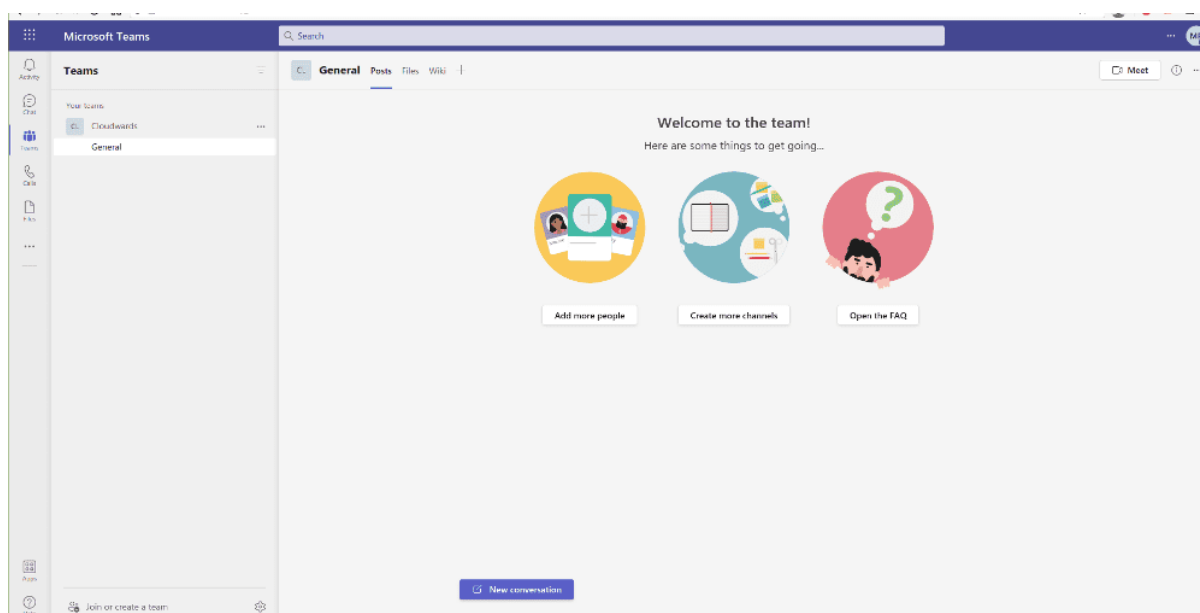 Microsoft Teams
Search
Activity
Chat
Teams
Calls
Files
Apps
Teams
Your teams
CL Cloudwards
General
Join or create a team
CL General Posts Files Wiki
Meet
Welcome to the team!
Here are some things to get going...
Add more people
Create more channels
Open the FAQ
New conversation